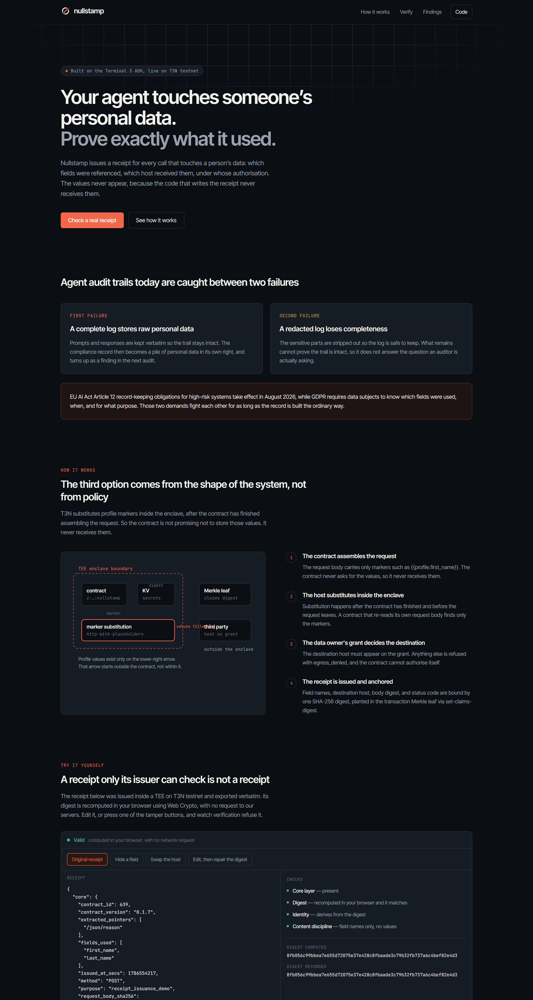 nullstamp
How it works
Verify
Findings
Code
Built on the Terminal 3 ADK, live on T3N testnet
Your agent touches someone’s
personal data.
Prove exactly what it used.
Nullstamp issues a receipt for every call that touches a person’s data: which
fields were referenced, which host received them, under whose authorisation.
The values never appear, because the code that writes the receipt never
receives them.
Check a real receipt
See how it works
Agent audit trails today are caught between two failures
FIRST FAILURE
A complete log stores raw personal data
Prompts and responses are kept verbatim so the trail stays intact. The
compliance record then becomes a pile of personal data in its own right, and
turns up as a finding in the next audit.
SECOND FAILURE
A redacted log loses completeness
The sensitive parts are stripped out so the log is safe to keep. What remains
cannot prove the trail is intact, so it does not answer the question an auditor is
actually asking.
EU AI Act Article 12 record-keeping obligations for high-risk systems take effect in August 2026, while GDPR requires data subjects to know which fields were used,
when, and for what purpose. Those two demands fight each other for as long as the record is built the ordinary way.
HOW IT WORKS
The third option comes from the shape of the system, not
from policy
T3N substitutes profile markers inside the enclave, after the contract has finished
assembling the request. So the contract is not promising not to store those values. It
never receives them.
TEE enclave boundary
contract
z:…:nullstamp
digest
KV
secrets
Merkle leaf
claims digest
marker
marker substitution
http-with-placeholders
values filled
third party
host on grant
outside the enclave
Profile values exist only on the lower-right arrow.
That arrow starts outside the contract, not within it.
1
The contract assembles the request
The request body carries only markers such as {{profile.first_name}}. The
contract never asks for the values, so it never receives them.
2
The host substitutes inside the enclave
Substitution happens after the contract has finished and before the
request leaves. A contract that re-reads its own request body finds only
the markers.
3
The data owner's grant decides the destination
The destination host must appear on the grant. Anything else is refused
with egress_denied, and the contract cannot authorise itself.
4
The receipt is issued and anchored
Field names, destination host, body digest, and status code are bound by
one SHA-256 digest, planted in the transaction Merkle leaf via set-claims-
digest.
TRY IT YOURSELF
A receipt only its issuer can check is not a receipt
The receipt below was issued inside a TEE on T3N testnet and exported verbatim. Its
digest is recomputed in your browser using Web Crypto, with no request to our
servers. Edit it, or press one of the tamper buttons, and watch verification refuse it.
Valid computed in your browser, with no network request
Original receipt
Hide a field
Swap the host
Edit, then repair the digest
RECEIPT
{
"core": {
"contract_id": 639,
"contract_version": "0.1.7",
"extracted_pointers": [
"/json/reason"
],
"fields_used": [
"first_name",
"last_name"
],
"issued_at_secs": 1786554217,
"method": "POST",
"purpose": "receipt_issuance_demo",
"request_body_sha256":
CHECKS
Core layer — present
Digest — recomputed in your browser and it matches
Identity — derives from the digest
Content discipline — field names only, no values
DIGEST COMPUTED
8fb056c99bbea7e655d72075e37e428c8fbaade3c79b32fb737a6c4bef82e4d3
DIGEST RECORDED
8fb056c99bbea7e655d72075e37e428c8fbaade3c79b32fb737a6c4bef82e4d3